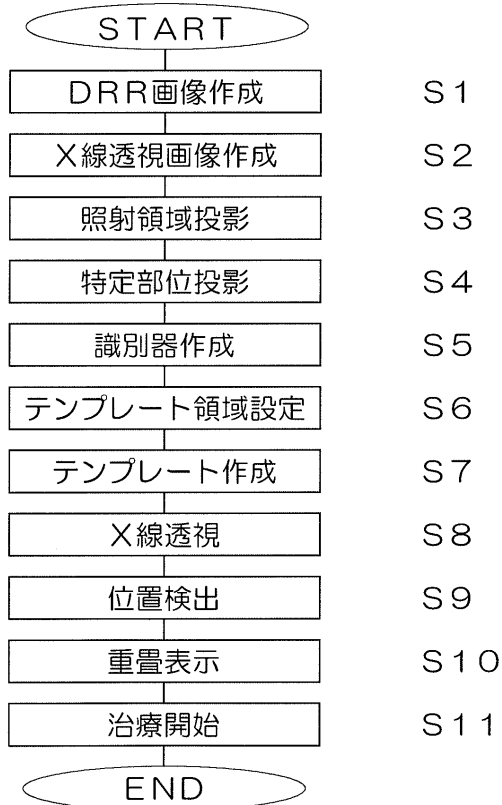 START
DRR画像作成 S1
X線透視画像作成 S2
照射領域投影 S3
特定部位投影 S4
識別器作成 S5
テンプレート領域設定 S6
テンプレート作成 S7
X線透視 S8
位置検出 S9
重畳表示 S10
治療開始 S11
END